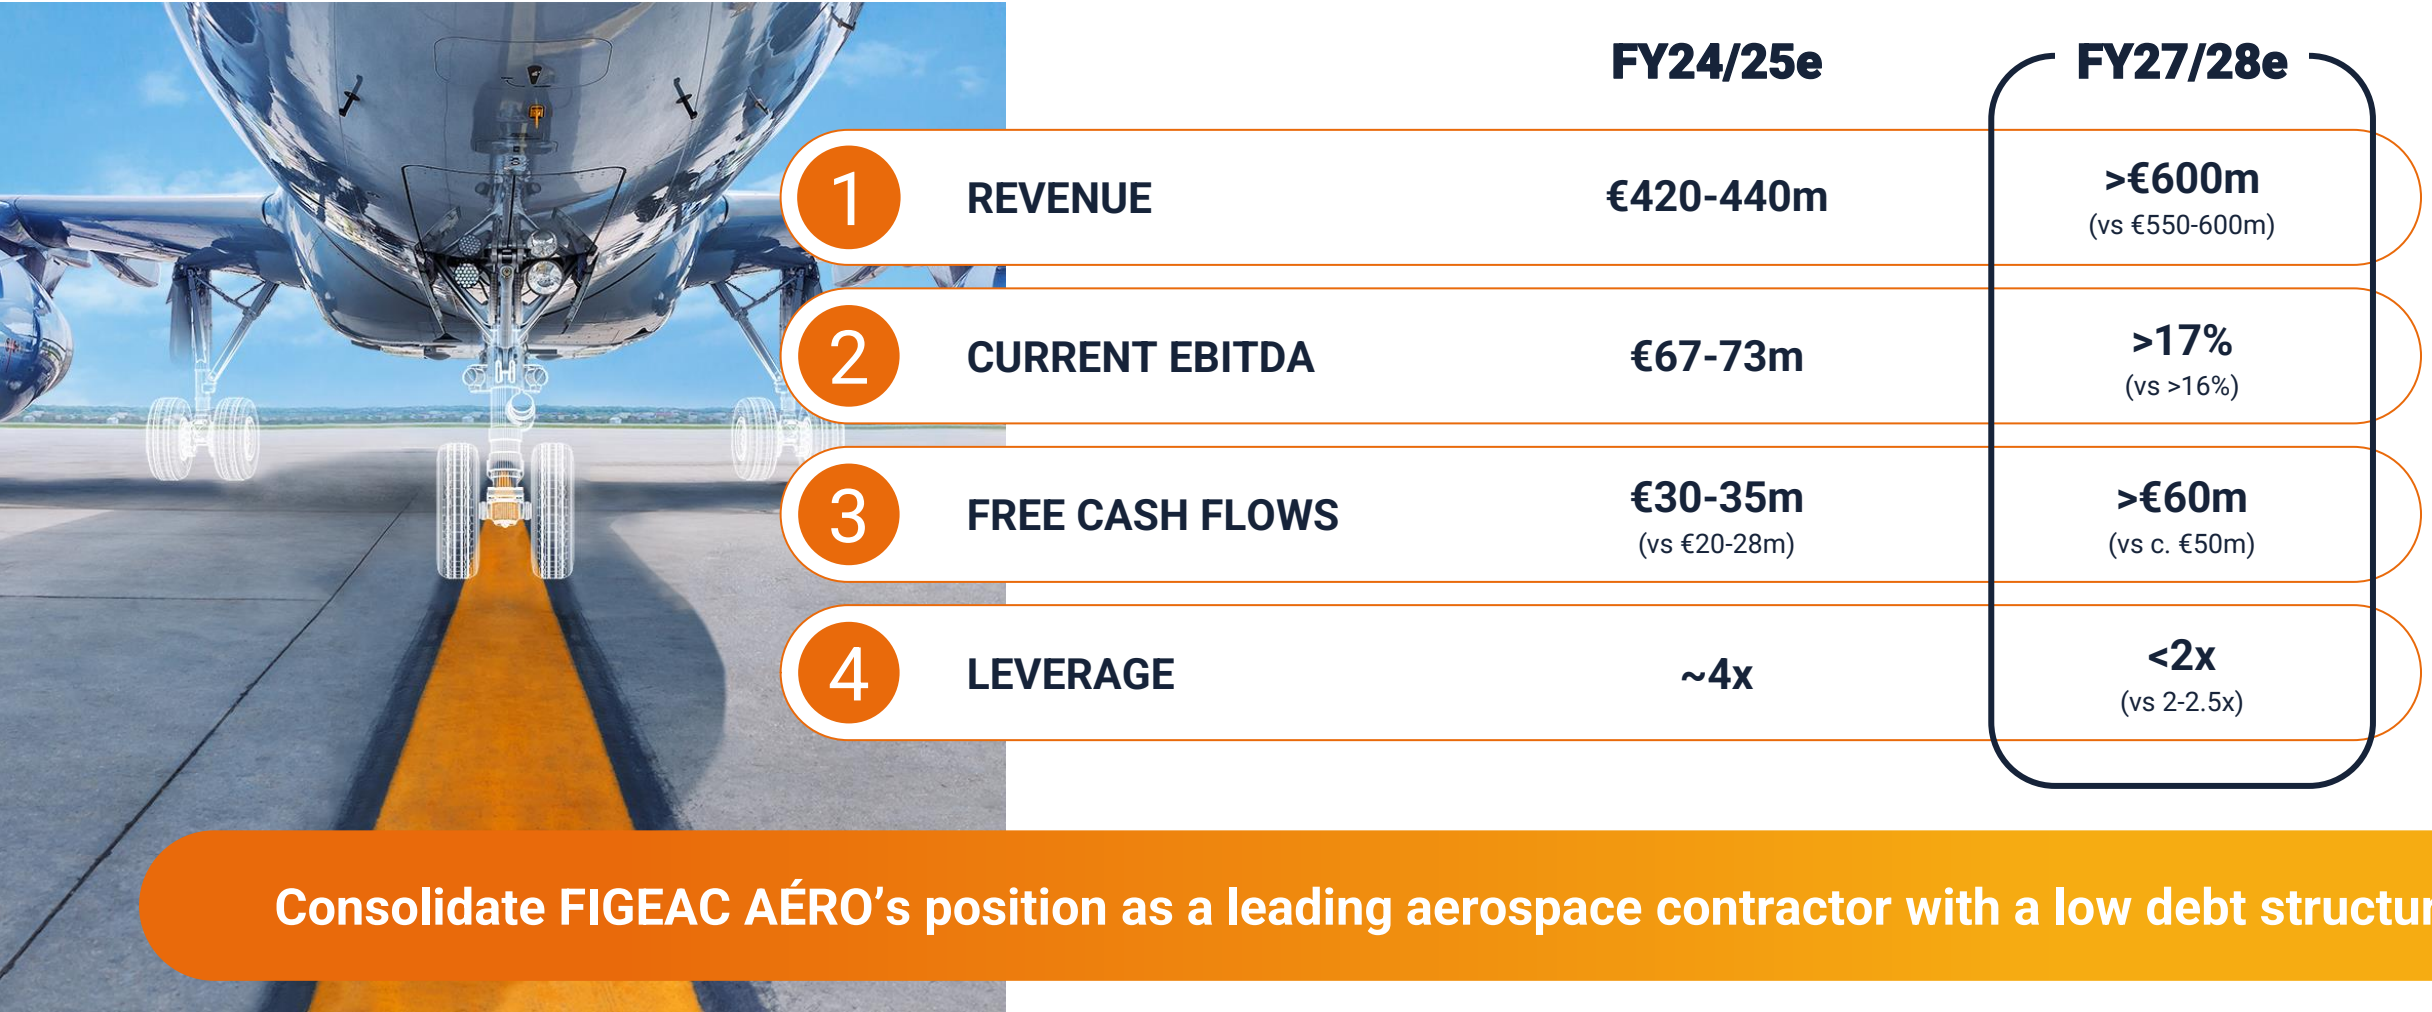 FY24/25e FY27/28e
1 REVENUE €420-440m >€600m
(vs €550-600m)
2 CURRENT EBITDA €67-73m >17%
(vs >16%)
3 FREE CASH FLOWS €30-35m >€60m
(vs €20-28m) (vs c. €50m)
4 LEVERAGE ~4x <2x
(vs 2-2.5x)
Consolidate FIGEAC AÉRO’s position as a leading aerospace contractor with a low debt structur